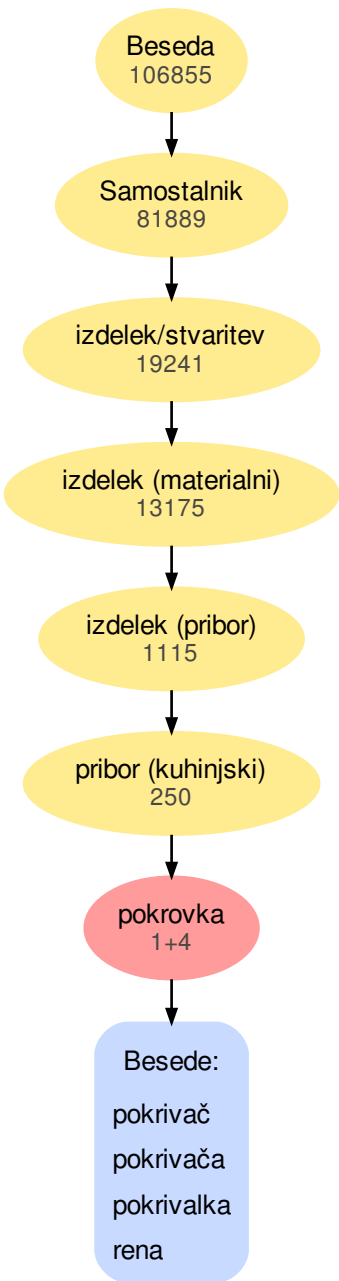 Beseda
106855
Samostalnik
81889
izdelek/stvaritev
19241
izdelek (materialni)
13175
izdelek (pribor)
1115
pribor (kuhinjski)
250
pokrovka
1+4
Besede:
pokrivač
pokrivača
pokrivalka
rena